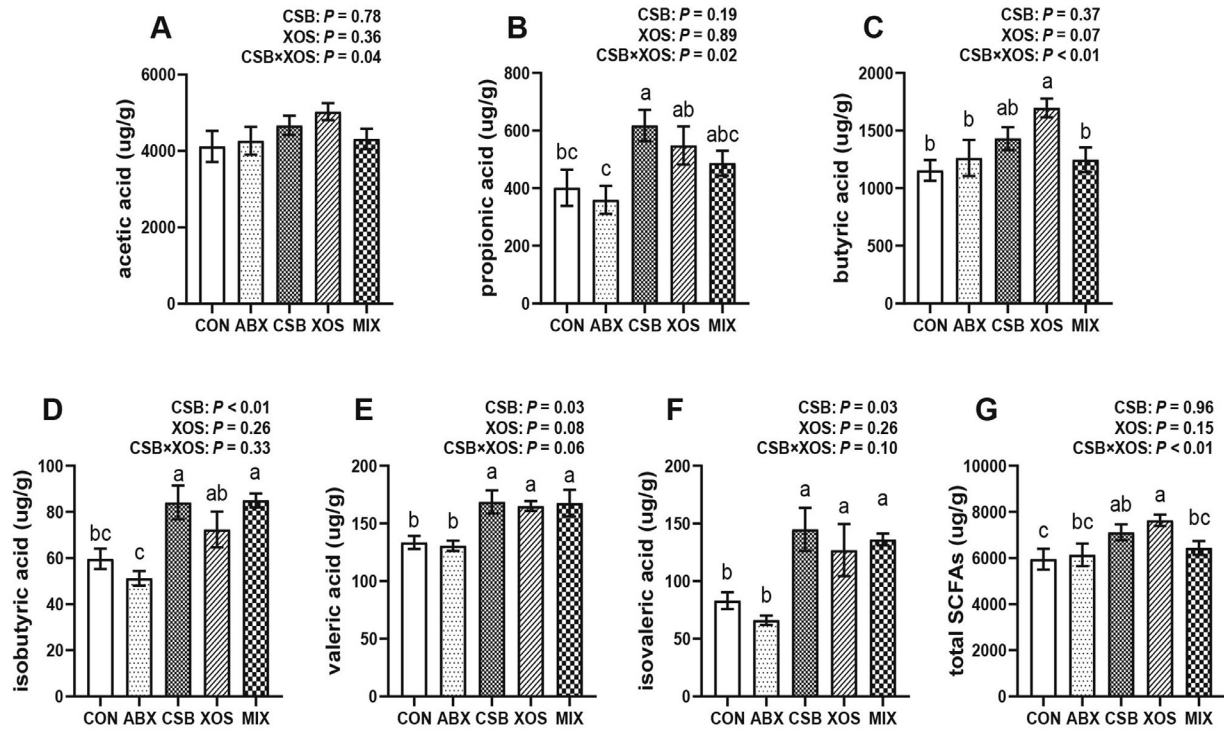 A
CSB: P = 0.78
XOS: P = 0.36
CSB×XOS: P = 0.04
acetic acid (ug/g)
6000
4000
2000
0
CON ABX CSB XOS MIX
B
CSB: P = 0.19
XOS: P = 0.89
CSB×XOS: P = 0.02
propionic acid (ug/g)
800
600
400
200
0
bc c a ab abc
CON ABX CSB XOS MIX
C
CSB: P = 0.37
XOS: P = 0.07
CSB×XOS: P < 0.01
butyric acid (ug/g)
2000
1500
1000
500
0
b b ab a b
CON ABX CSB XOS MIX
D
CSB: P < 0.01
XOS: P = 0.26
CSB×XOS: P = 0.33
isobutyric acid (ug/g)
100
80
60
40
20
0
bc c a ab a
CON ABX CSB XOS MIX
E
CSB: P = 0.03
XOS: P = 0.08
CSB×XOS: P = 0.06
valeric acid (ug/g)
200
150
100
50
0
b b a a a
CON ABX CSB XOS MIX
F
CSB: P = 0.03
XOS: P = 0.26
CSB×XOS: P = 0.10
isovaleric acid (ug/g)
200
150
100
50
0
b b a a a
CON ABX CSB XOS MIX
G
CSB: P = 0.96
XOS: P = 0.15
CSB×XOS: P < 0.01
total SCFAs (ug/g)
10000
8000
6000
4000
2000
0
c bc ab a bc
CON ABX CSB XOS MIX